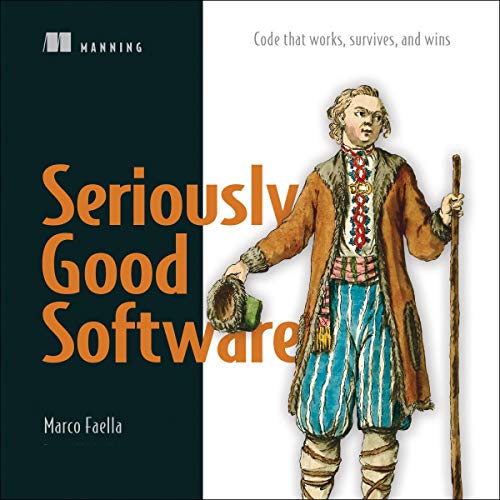 MANNING
Code that works, survives, and wins
Seriously
Good
Software
Marco Faella